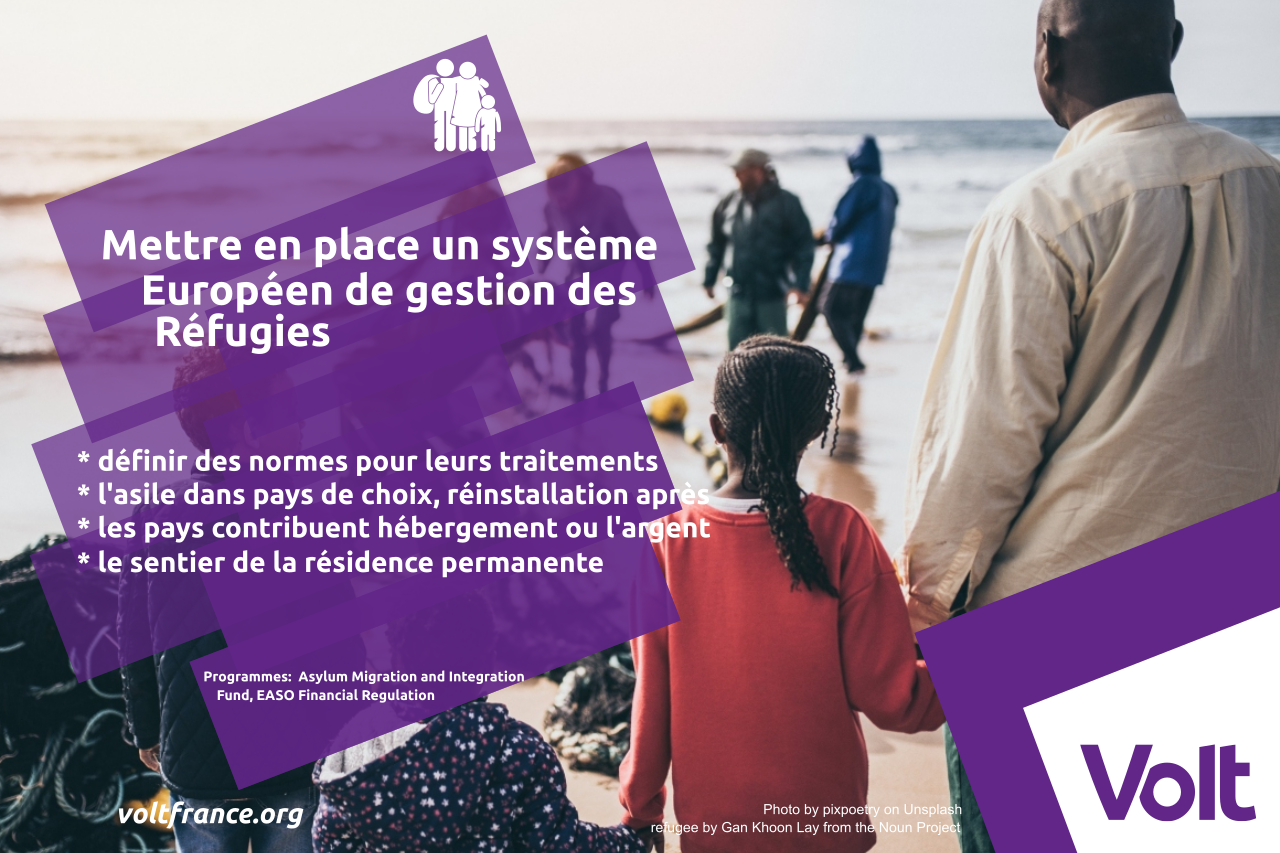 Mettre en place un système
Européen de gestion des
Réfugies
* définir des normes pour leurs traitements
* l'asile dans pays de choix, réinstallation après
* les pays contribuent hébergement ou l'argent
* le sentier de la résidence permanente
Programmes:  Asylum Migration and Integration
Fund, EASO Financial Regulation
voltfrance.org
Photo by pixpoetry on Unsplash
refugee by Gan Khoon Lay from the Noun Project
Volt